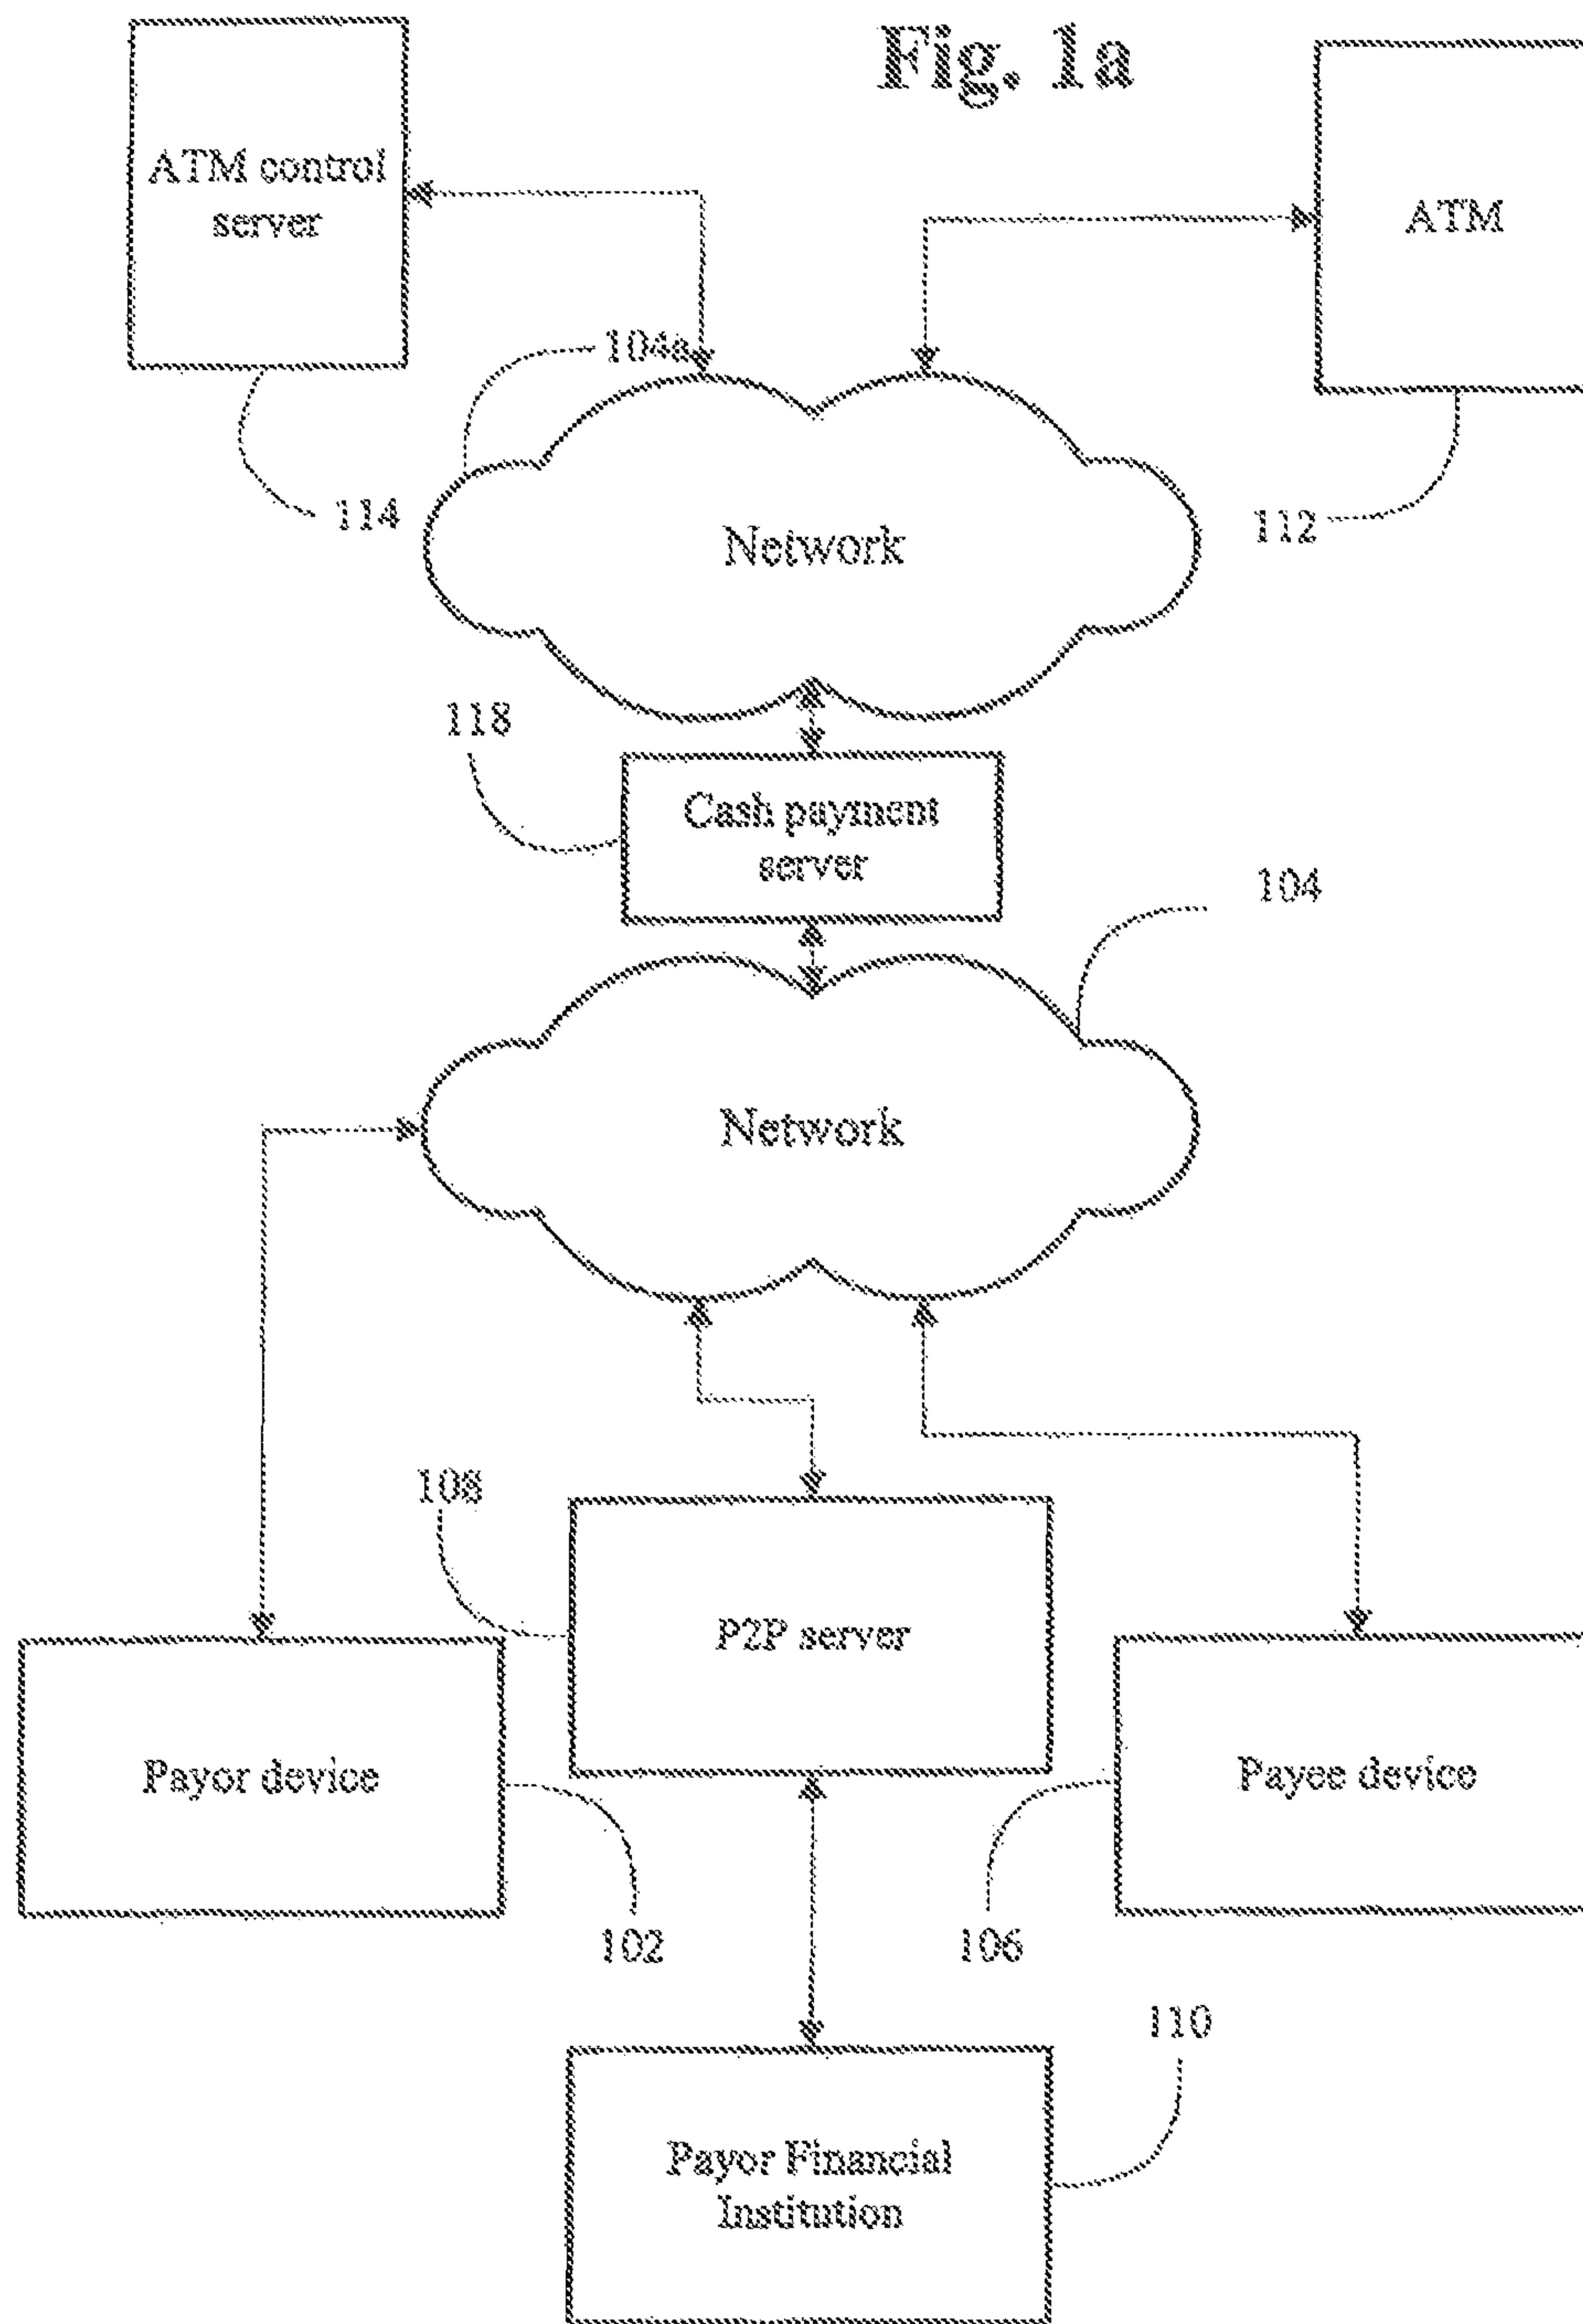 Fig. 1a
ATM control
server
ATM
104a
114
112
Network
118
Cash payment
server
104
Network
108
P2P server
Payor device
Payee device
102
106
110
Payor Financial
Institution